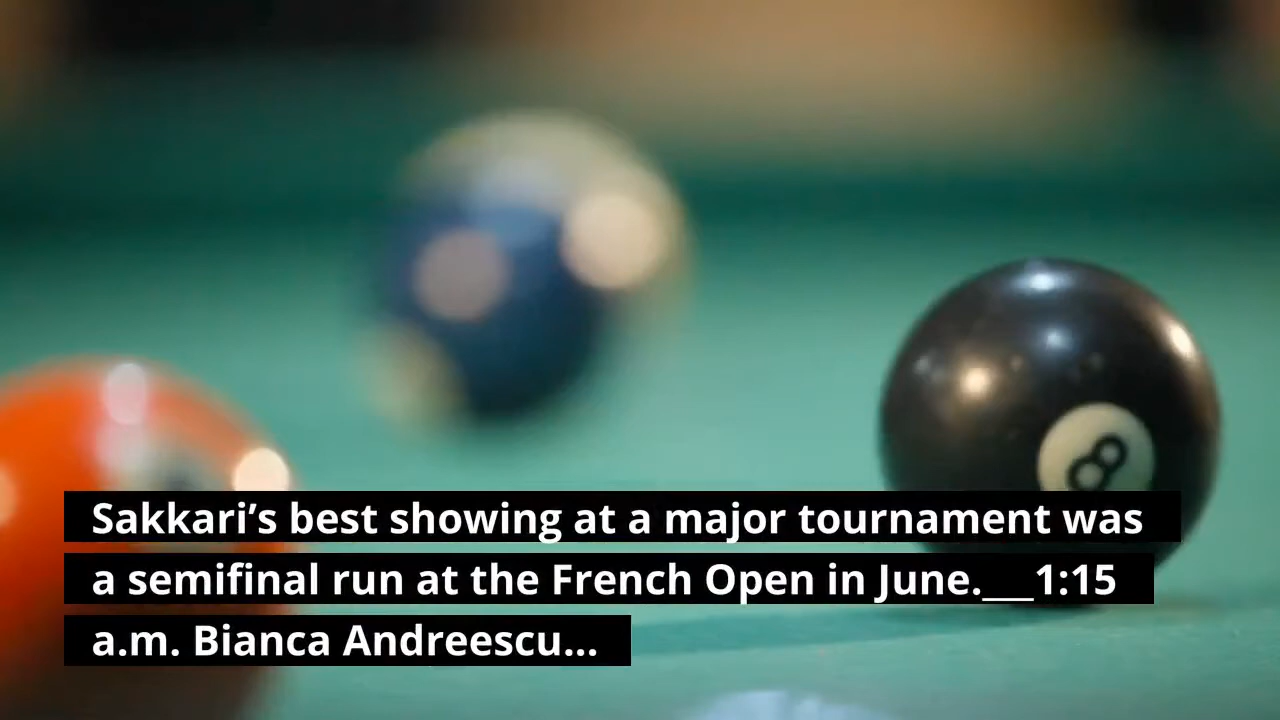 8
Sakkari’s best showing at a major tournament was
a semifinal run at the French Open in June.___1:15
a.m. Bianca Andreescu...